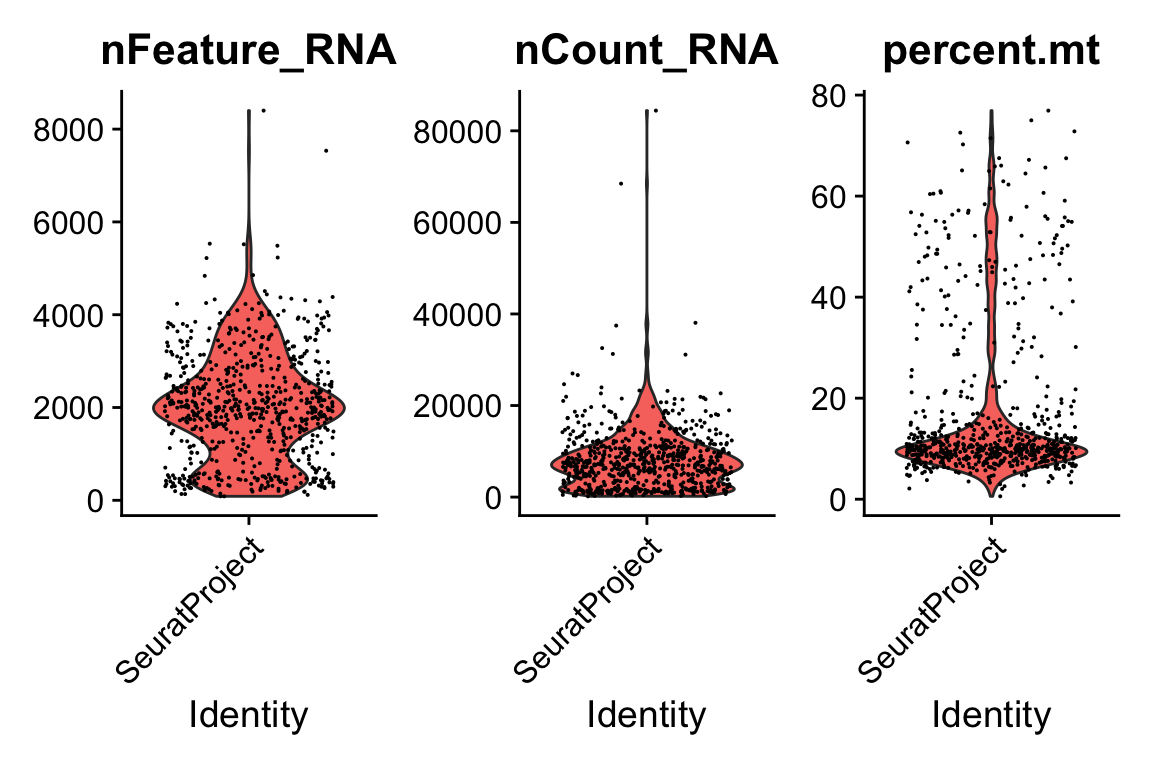 nFeature_RNA
8000
6000
4000
2000
0
SeuratProject
Identity
nCount_RNA
80000
60000
40000
20000
0
SeuratProject
Identity
percent.mt
80
60
40
20
0
SeuratProject
Identity